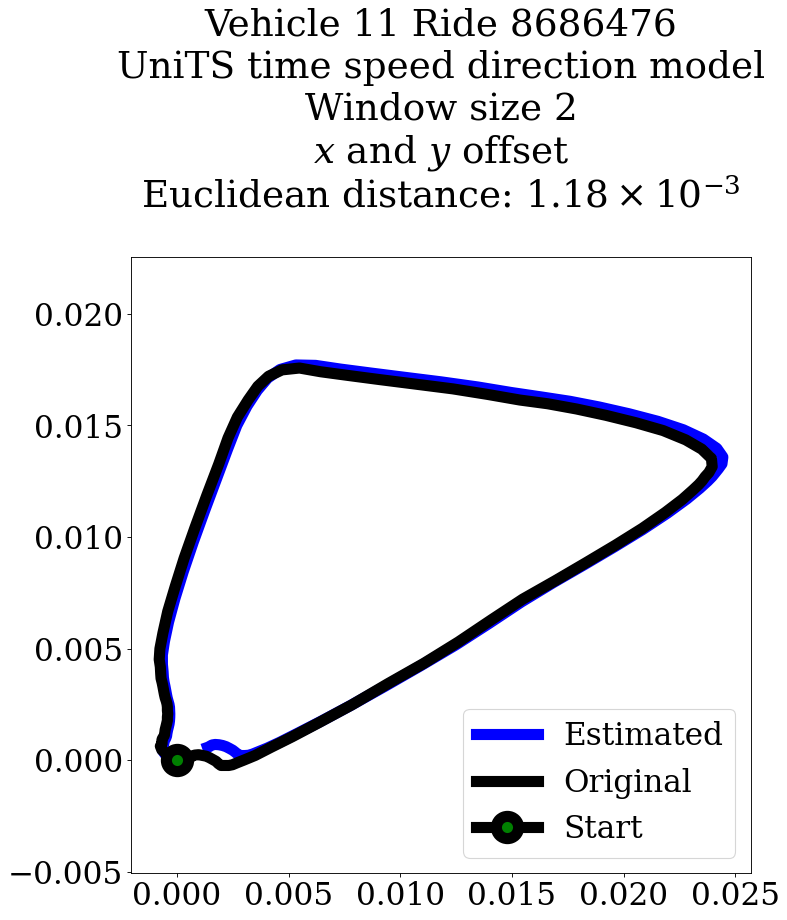 Vehicle 11 Ride 8686476
UniTS time speed direction model
Window size 2
x and y offset
Euclidean distance: 1.18 × 10⁻³
0.020
0.015
0.010
0.005
0.000
−0.005
Estimated
Original
Start
0.000 0.005 0.010 0.015 0.020 0.025